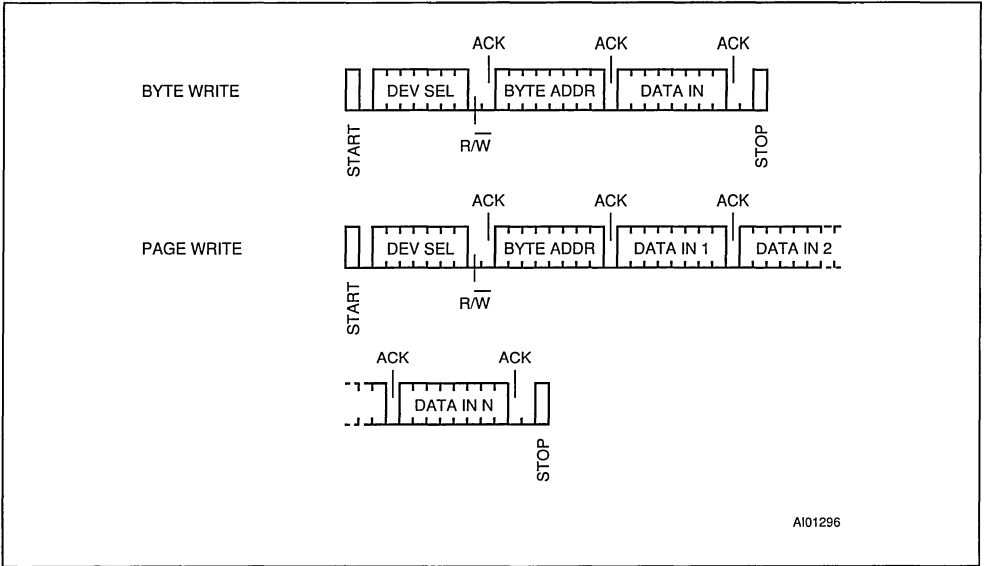 ACK ACK ACK
BYTE WRITE DEV SEL BYTE ADDR DATA IN
R/W̅
START STOP
ACK ACK ACK
PAGE WRITE DEV SEL BYTE ADDR DATA IN 1 DATA IN 2
R/W̅
START
ACK ACK
DATA IN N
STOP
AI01296